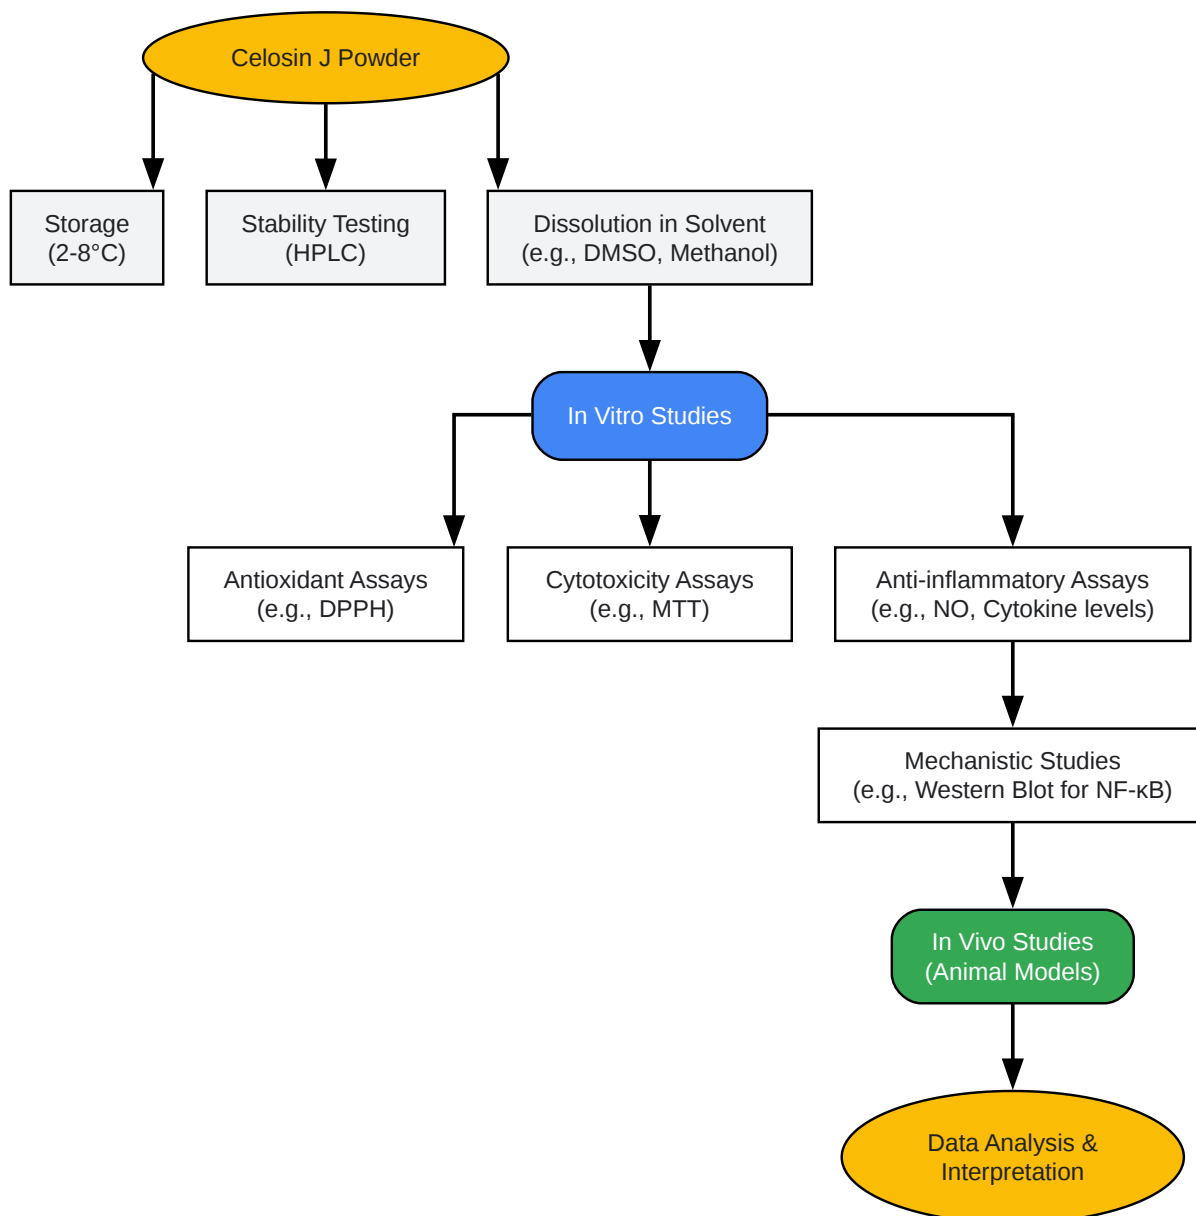 Celosin J Powder
Storage
(2-8°C)
Stability Testing
(HPLC)
Dissolution in Solvent
(e.g., DMSO, Methanol)
In Vitro Studies
Antioxidant Assays
(e.g., DPPH)
Cytotoxicity Assays
(e.g., MTT)
Anti-inflammatory Assays
(e.g., NO, Cytokine levels)
Mechanistic Studies
(e.g., Western Blot for NF-κB)
In Vivo Studies
(Animal Models)
Data Analysis &
Interpretation